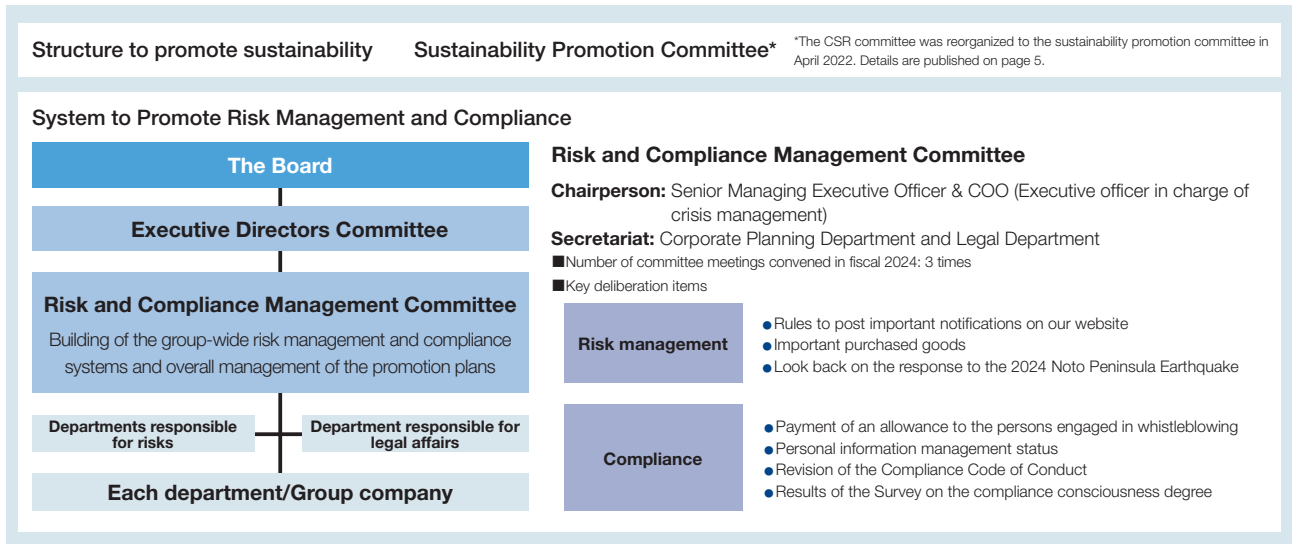 Structure to promote sustainability
Sustainability Promotion Committee*
*The CSR committee was reorganized to the sustainability promotion committee in
April 2022. Details are published on page 5.
System to Promote Risk Management and Compliance
The Board
Executive Directors Committee
Risk and Compliance Management Committee
Building of the group-wide risk management and compliance
systems and overall management of the promotion plans
Departments responsible
for risks
Department responsible for
legal affairs
Each department/Group company
Risk and Compliance Management Committee
Chairperson: Senior Managing Executive Officer & COO (Executive officer in charge of
crisis management)
Secretariat: Corporate Planning Department and Legal Department
■Number of committee meetings convened in fiscal 2024: 3 times
■Key deliberation items
Risk management
●Rules to post important notifications on our website
●Important purchased goods
●Look back on the response to the 2024 Noto Peninsula Earthquake
Compliance
●Payment of an allowance to the persons engaged in whistleblowing
●Personal information management status
●Revision of the Compliance Code of Conduct
●Results of the Survey on the compliance consciousness degree